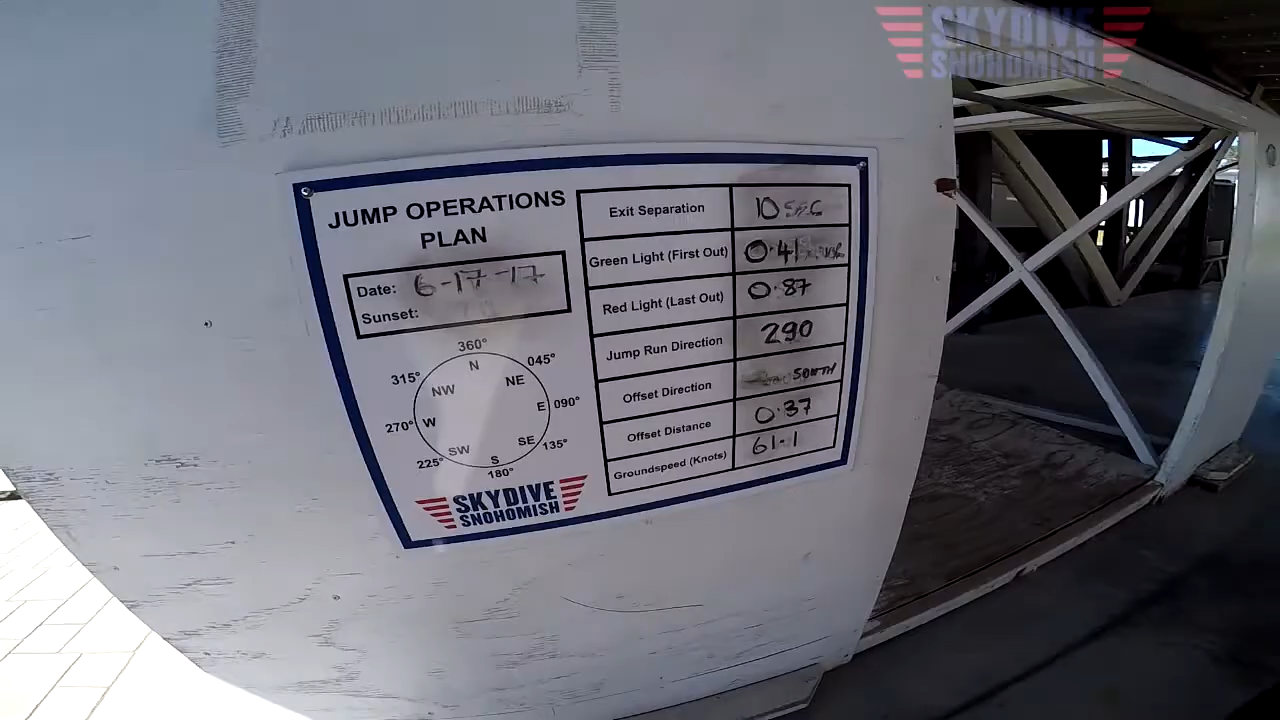 SKYDIVE
SNOHOMISH
JUMP OPERATIONS
PLAN
Date: 6-17-17
Sunset:
360°
N
045°
NE
090°
E
135°
SE
180°
S
225°
SW
270°
W
315°
NW
SKYDIVE
SNOHOMISH
Exit Separation 10 SEC
Green Light (First Out) 0.41
Red Light (Last Out) 0.87
Jump Run Direction 290
Offset Direction SOUTH
Offset Distance 0.37
Groundspeed (Knots) 61.1